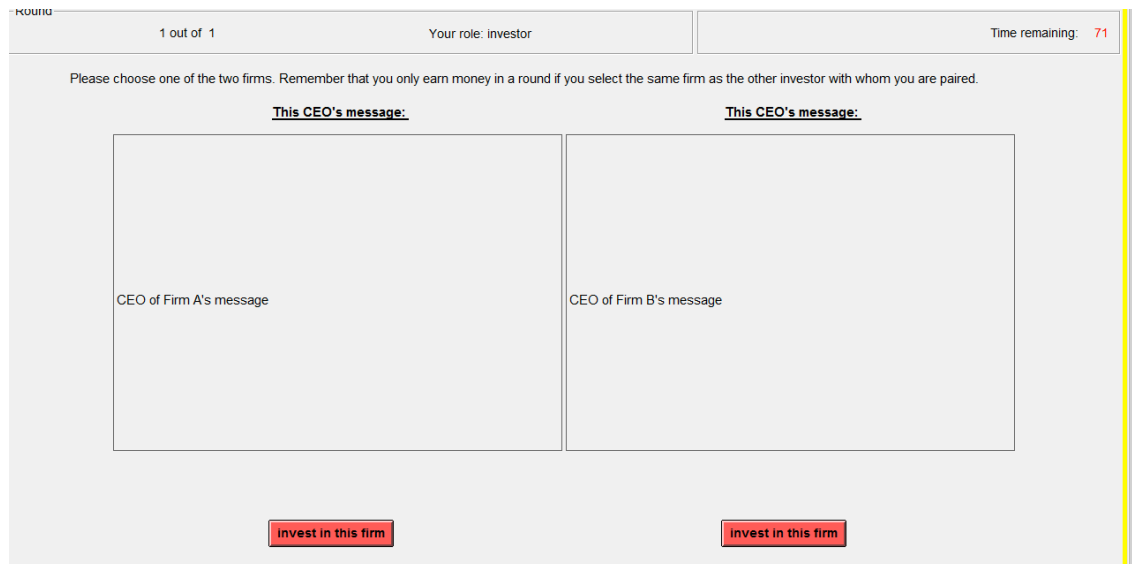 Round
1 out of 1 Your role: investor Time remaining: 71
Please choose one of the two firms. Remember that you only earn money in a round if you select the same firm as the other investor with whom you are paired.
This CEO's message: This CEO's message:
CEO of Firm A's message CEO of Firm B's message
invest in this firm invest in this firm